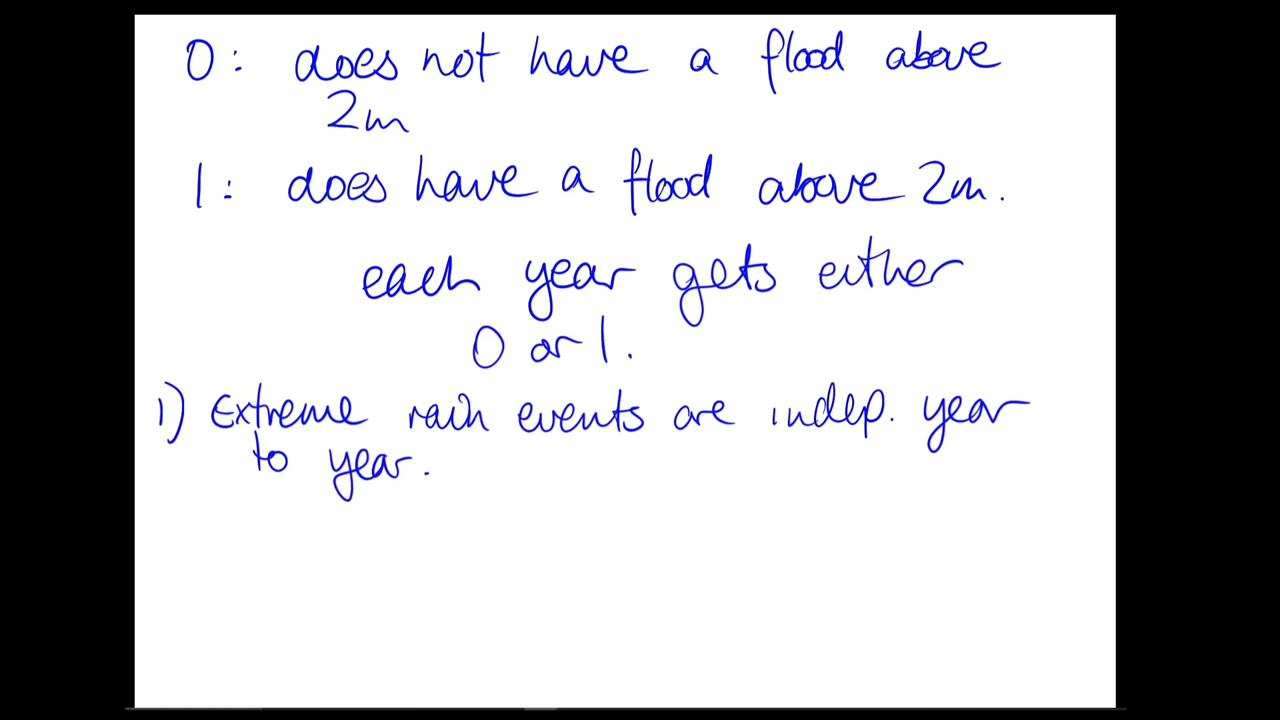 0: does not have a flood above
2m
1: does have a flood above 2m.
each year gets either
0 or 1.
1) Extreme rain events are indep. year
to year.